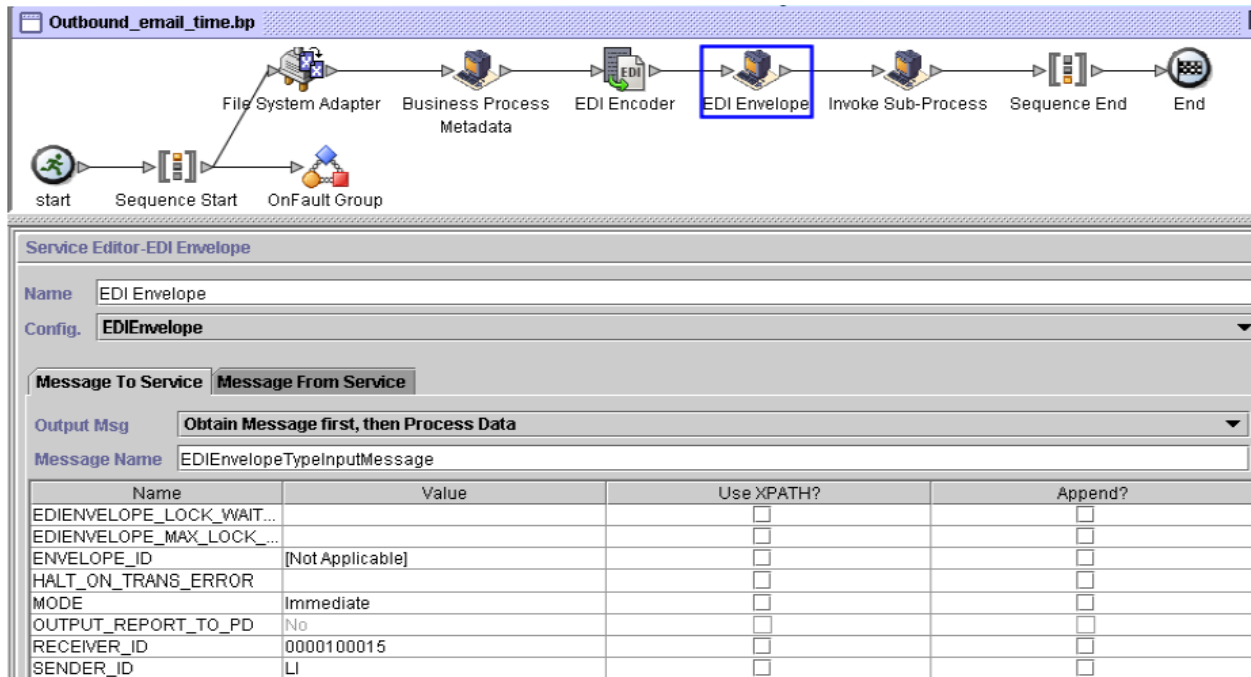 Outbound_email_time.bp
File System Adapter
Business Process
Metadata
EDI
EDI Encoder
EDI Envelope
Invoke Sub-Process
Sequence End
End
start
Sequence Start
OnFault Group
Service Editor-EDI Envelope
Name EDI Envelope
Config. EDIEnvelope
Message To Service Message From Service
Output Msg Obtain Message first, then Process Data
Message Name EDIEnvelopeTypeInputMessage
Name Value Use XPATH? Append?
EDIENVELOPE_LOCK_WAIT...
EDIENVELOPE_MAX_LOCK_...
ENVELOPE_ID [Not Applicable]
HALT_ON_TRANS_ERROR
MODE Immediate
OUTPUT_REPORT_TO_PD No
RECEIVER_ID 0000100015
SENDER_ID LI